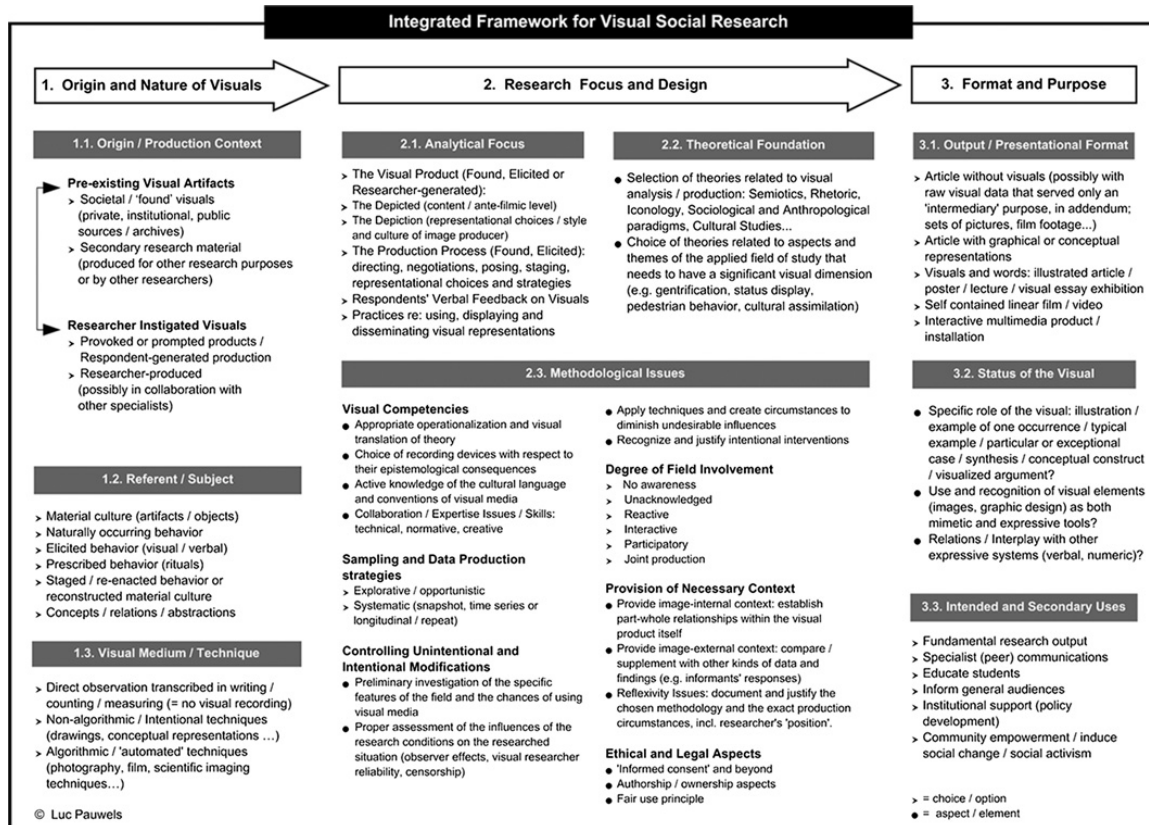 Integrated Framework for Visual Social Research
1. Origin and Nature of Visuals
2. Research Focus and Design
3. Format and Purpose
1.1. Origin / Production Context
Pre-existing Visual Artifacts
➤ Societal / 'found' visuals
(private, institutional, public
sources / archives)
➤ Secondary research material
(produced for other research purposes
or by other researchers)
Researcher Instigated Visuals
➤ Provoked or prompted products /
Respondent-generated production
➤ Researcher-produced
(possibly in collaboration with
other specialists)
1.2. Referent / Subject
➤ Material culture (artifacts / objects)
➤ Naturally occurring behavior
➤ Elicited behavior (visual / verbal)
➤ Prescribed behavior (rituals)
➤ Staged / re-enacted behavior or
reconstructed material culture
➤ Concepts / relations / abstractions
1.3. Visual Medium / Technique
➤ Direct observation transcribed in writing /
counting / measuring (= no visual recording)
➤ Non-algorithmic / Intentional techniques
(drawings, conceptual representations ...)
➤ Algorithmic / 'automated' techniques
(photography, film, scientific imaging
techniques...)
© Luc Pauwels
2.1. Analytical Focus
➤ The Visual Product (Found, Elicited or
Researcher-generated):
➤ The Depicted (content / ante-filmic level)
➤ The Depiction (representational choices / style
and culture of image producer)
➤ The Production Process (Found, Elicited):
directing, negotiations, posing, staging,
representational choices and strategies
➤ Respondents' Verbal Feedback on Visuals
➤ Practices re: using, displaying and
disseminating visual representations
2.2. Theoretical Foundation
● Selection of theories related to visual
analysis / production: Semiotics, Rhetoric,
Iconology, Sociological and Anthropological
paradigms, Cultural Studies...
● Choice of theories related to aspects and
themes of the applied field of study that
needs to have a significant visual dimension
(e.g. gentrification, status display,
pedestrian behavior, cultural assimilation)
2.3. Methodological Issues
Visual Competencies
● Appropriate operationalization and visual
translation of theory
● Choice of recording devices with respect to
their epistemological consequences
● Active knowledge of the cultural language
and conventions of visual media
● Collaboration / Expertise Issues / Skills:
technical, normative, creative
Sampling and Data Production
strategies
➤ Explorative / opportunistic
➤ Systematic (snapshot, time series or
longitudinal / repeat)
Controlling Unintentional and
Intentional Modifications
● Preliminary investigation of the specific
features of the field and the chances of using
visual media
● Proper assessment of the influences of the
research conditions on the researched
situation (observer effects, visual researcher
reliability, censorship)
● Apply techniques and create circumstances to
diminish undesirable influences
● Recognize and justify intentional interventions
Degree of Field Involvement
➤ No awareness
➤ Unacknowledged
➤ Reactive
➤ Interactive
➤ Participatory
➤ Joint production
Provision of Necessary Context
● Provide image-internal context: establish
part-whole relationships within the visual
product itself
● Provide image-external context: compare /
supplement with other kinds of data and
findings (e.g. informants' responses)
● Reflexivity Issues: document and justify the
chosen methodology and the exact production
circumstances, incl. researcher's 'position'.
Ethical and Legal Aspects
● 'Informed consent' and beyond
● Authorship / ownership aspects
● Fair use principle
3.1. Output / Presentational Format
➤ Article without visuals (possibly with
raw visual data that served only an
'intermediary' purpose, in addendum;
sets of pictures, film footage...)
➤ Article with graphical or conceptual
representations
➤ Visuals and words: illustrated article /
poster / lecture / visual essay exhibition
➤ Self contained linear film / video
➤ Interactive multimedia product /
installation
3.2. Status of the Visual
● Specific role of the visual: illustration /
example of one occurrence / typical
example / particular or exceptional
case / synthesis / conceptual construct
/ visualized argument?
● Use and recognition of visual elements
(images, graphic design) as both
mimetic and expressive tools?
● Relations / Interplay with other
expressive systems (verbal, numeric)?
3.3. Intended and Secondary Uses
➤ Fundamental research output
➤ Specialist (peer) communications
➤ Educate students
➤ Inform general audiences
➤ Institutional support (policy
development)
➤ Community empowerment / induce
social change / social activism
➤ = choice / option
● = aspect / element